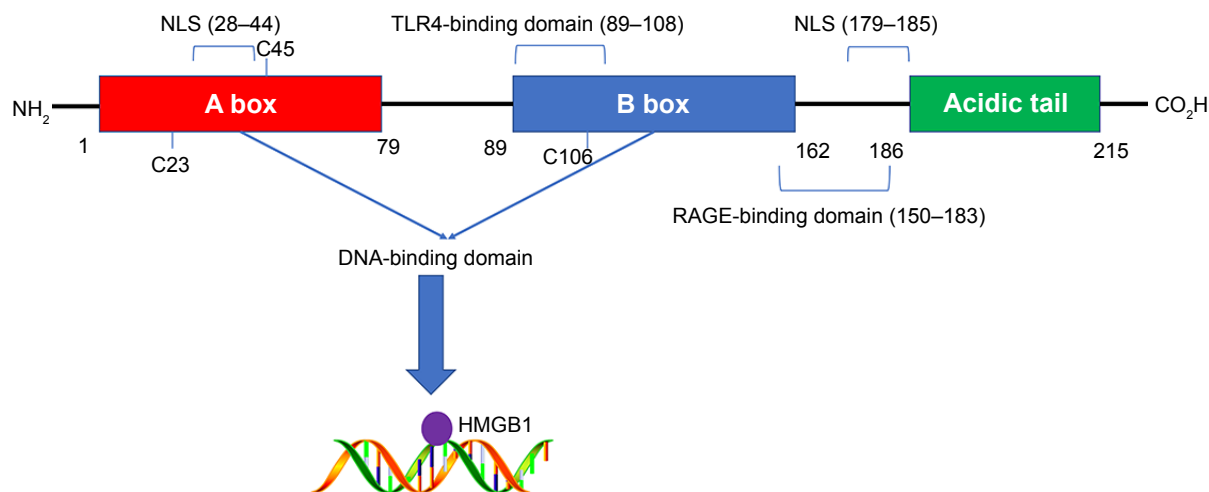 NLS (28–44)
TLR4-binding domain (89–108)
NLS (179–185)
C45
NH₂
A box
B box
Acidic tail
CO₂H
1
C23
79
89
C106
162
186
215
RAGE-binding domain (150–183)
DNA-binding domain
HMGB1